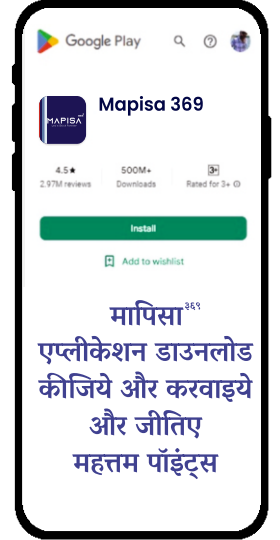 Google Play
MAPISA
Mapisa 369
4.5★
500M+
3+
2.97M reviews
Downloads
Rated for 3+
Install
Add to wishlist
मापिसा३६९
एप्लीकेशन डाउनलोड
कीजिये और करवाइये
और जीतिए
महत्तम पॉइंट्स